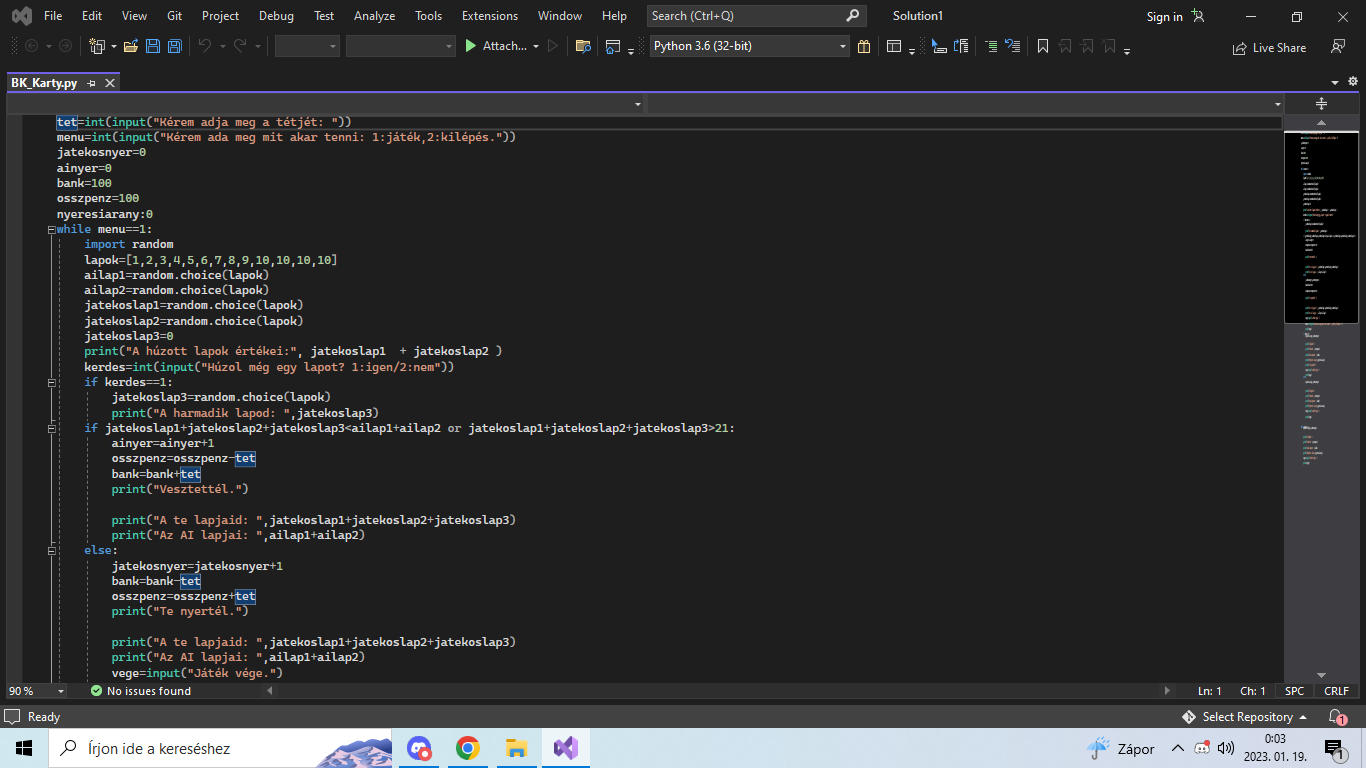 File Edit View Git Project Debug Test Analyze Tools Extensions Window Help Search (Ctrl+Q) Solution1 Sign in
Attach... Python 3.6 (32-bit) Live Share
BK_Karty.py
tet=int(input("Kérem adja meg a tétjét: "))
menu=int(input("Kérem ada meg mit akar tenni: 1:játék,2:kilépés."))
jatekosnyer=0
ainyer=0
bank=100
osszpenz=100
nyeresiarany:0
while menu==1:
import random
lapok=[1,2,3,4,5,6,7,8,9,10,10,10,10]
ailap1=random.choice(lapok)
ailap2=random.choice(lapok)
jatekoslap1=random.choice(lapok)
jatekoslap2=random.choice(lapok)
jatekoslap3=0
print("A húzott lapok értékei:", jatekoslap1  + jatekoslap2 )
kerdes=int(input("Húzol még egy lapot? 1:igen/2:nem"))
if kerdes==1:
jatekoslap3=random.choice(lapok)
print("A harmadik lapod: ",jatekoslap3)
if jatekoslap1+jatekoslap2+jatekoslap3<ailap1+ailap2 or jatekoslap1+jatekoslap2+jatekoslap3>21:
ainyer=ainyer+1
osszpenz=osszpenz-tet
bank=bank+tet
print("Vesztettél.")
print("A te lapjaid: ",jatekoslap1+jatekoslap2+jatekoslap3)
print("Az AI lapjai: ",ailap1+ailap2)
else:
jatekosnyer=jatekosnyer+1
bank=bank-tet
osszpenz=osszpenz+tet
print("Te nyertél.")
print("A te lapjaid: ",jatekoslap1+jatekoslap2+jatekoslap3)
print("Az AI lapjai: ",ailap1+ailap2)
vege=input("Játék vége.")
90 % No issues found Ln: 1 Ch: 1 SPC CRLF
Ready Select Repository 1
Írjon ide a kereséshez Zápor 0:03
2023. 01. 19. 1